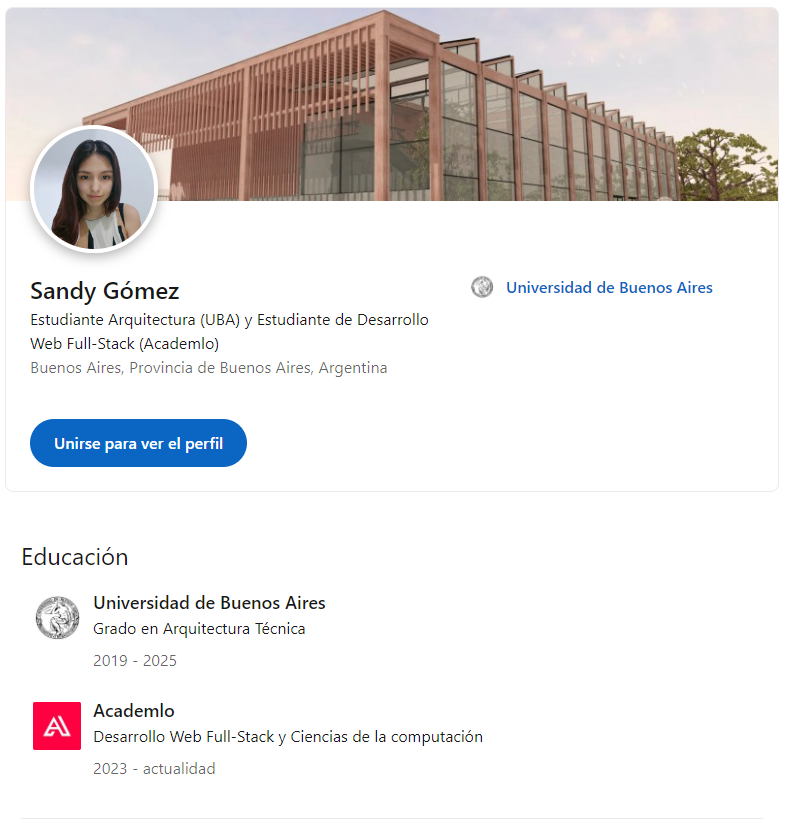 Sandy Gómez
Estudiante Arquitectura (UBA) y Estudiante de Desarrollo
Web Full-Stack (Academlo)
Buenos Aires, Provincia de Buenos Aires, Argentina
Universidad de Buenos Aires
Unirse para ver el perfil
Educación
Universidad de Buenos Aires
Grado en Arquitectura Técnica
2019 - 2025
Academlo
Desarrollo Web Full-Stack y Ciencias de la computación
2023 - actualidad